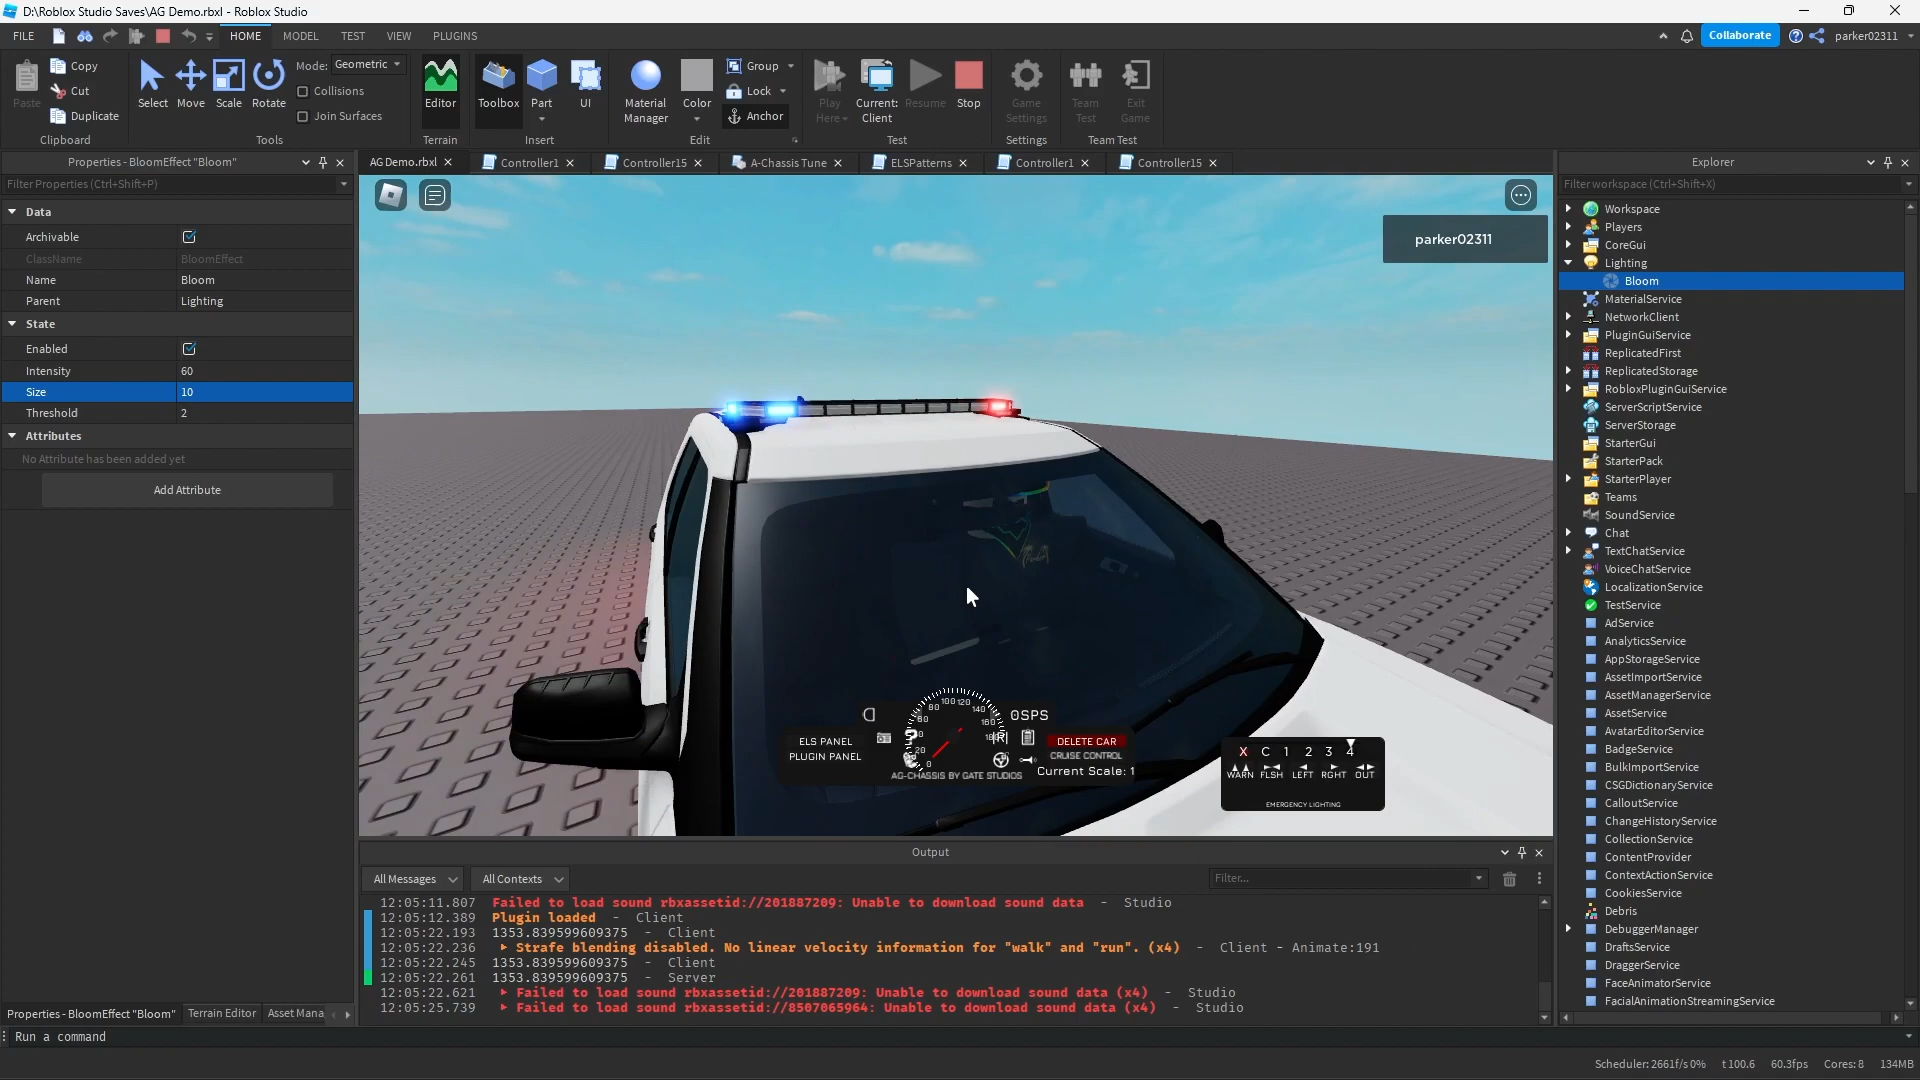 D:\Roblox Studio Saves\AG Demo.rbxl - Roblox Studio
FILE HOME MODEL TEST VIEW PLUGINS Collaborate parker02311
Paste Copy Cut Duplicate Clipboard
Select Move Scale Rotate Mode: Geometric Collisions Join Surfaces Tools
Editor Terrain
Toolbox Part UI Insert
Material Manager Color Group Lock Anchor Edit
Play Here Current: Client Resume Stop Test
Game Settings Settings
Team Test Exit Game Team Test
Properties - BloomEffect "Bloom"
Filter Properties (Ctrl+Shift+P)
Data
Archivable
ClassName BloomEffect
Name Bloom
Parent Lighting
State
Enabled
Intensity 60
Size 10
Threshold 2
Attributes
No Attribute has been added yet
Add Attribute
Properties - BloomEffect "Bloom" Terrain Editor Asset Mana
AG Demo.rbxl Controller1 Controller15 A-Chassis Tune ELSPatterns Controller1 Controller15
parker02311
ELS PANEL
PLUGIN PANEL
0 20 60 80 100 120 140 160
0SPS
DELETE CAR
CRUISE CONTROL
Current Scale: 1
AG-CHASSIS BY GATE STUDIOS
X C 1 2 3 4
WARN FLSH LEFT RGHT OUT
EMERGENCY LIGHTING
Output
All Messages All Contexts Filter...
12:05:11.807 Failed to load sound rbxassetid://201887209: Unable to download sound data - Studio
12:05:12.389 Plugin loaded - Client
12:05:22.193 1353.839599609375 - Client
12:05:22.236 Strafe blending disabled. No linear velocity information for "walk" and "run". (x4) - Client - Animate:191
12:05:22.245 1353.839599609375 - Client
12:05:22.261 1353.839599609375 - Server
12:05:22.621 Failed to load sound rbxassetid://201887209: Unable to download sound data (x4) - Studio
12:05:25.739 Failed to load sound rbxassetid://8507065964: Unable to download sound data (x4) - Studio
Explorer
Filter workspace (Ctrl+Shift+X)
Workspace
Players
CoreGui
Lighting
Bloom
MaterialService
NetworkClient
PluginGuiService
ReplicatedFirst
ReplicatedStorage
RobloxPluginGuiService
ServerScriptService
ServerStorage
StarterGui
StarterPack
StarterPlayer
Teams
SoundService
Chat
TextChatService
VoiceChatService
LocalizationService
TestService
AdService
AnalyticsService
AppStorageService
AssetImportService
AssetManagerService
AssetService
AvatarEditorService
BadgeService
BulkImportService
CSGDictionaryService
CalloutService
ChangeHistoryService
CollectionService
ContentProvider
ContextActionService
CookiesService
Debris
DebuggerManager
DraftsService
DraggerService
FaceAnimatorService
FacialAnimationStreamingService
Run a command
Scheduler: 2661f/s 0% t 100.6 60.3fps Cores: 8 134MB